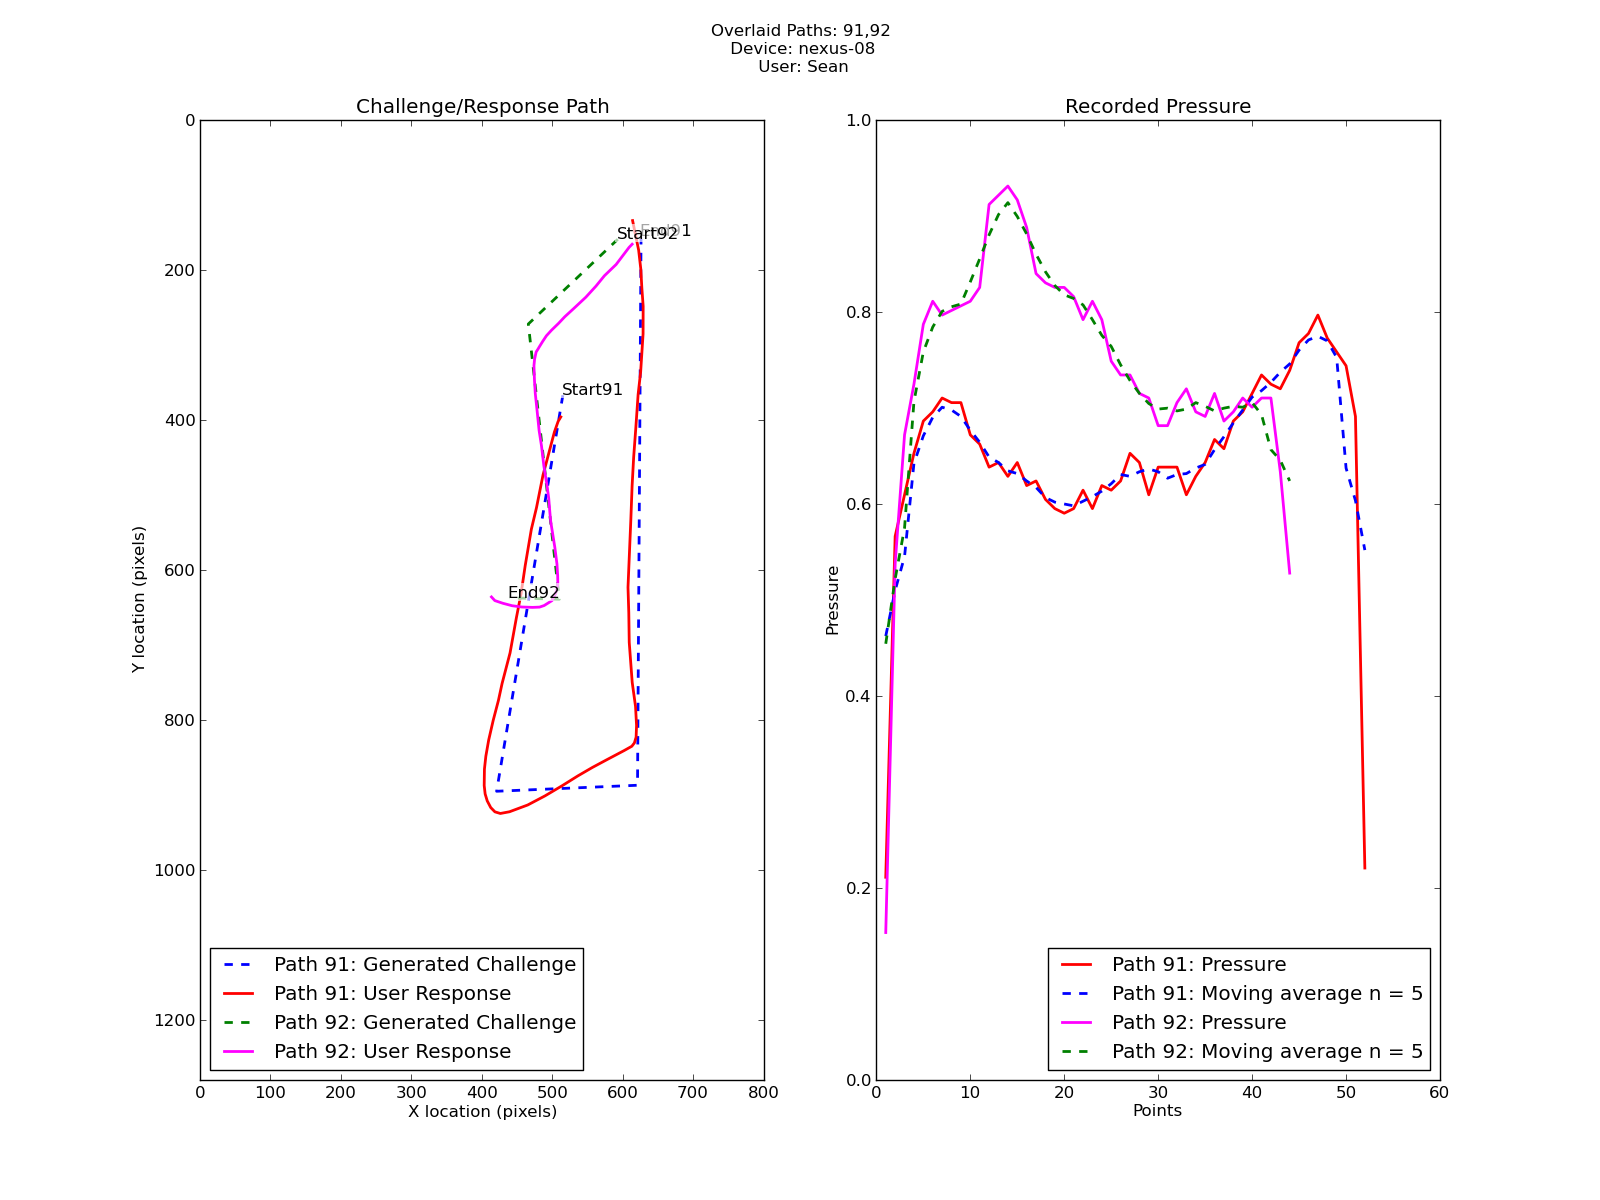 Overlaid Paths: 91,92
Device: nexus-08
User: Sean
Challenge/Response Path
0
200
400
600
800
1000
1200
Y location (pixels)
Start92
End91
Start91
End92
Path 91: Generated Challenge
Path 91: User Response
Path 92: Generated Challenge
Path 92: User Response
0 100 200 300 400 500 600 700 800
X location (pixels)
Recorded Pressure
1.0
0.8
0.6
0.4
0.2
0.0
Pressure
Path 91: Pressure
Path 91: Moving average n = 5
Path 92: Pressure
Path 92: Moving average n = 5
0 10 20 30 40 50 60
Points